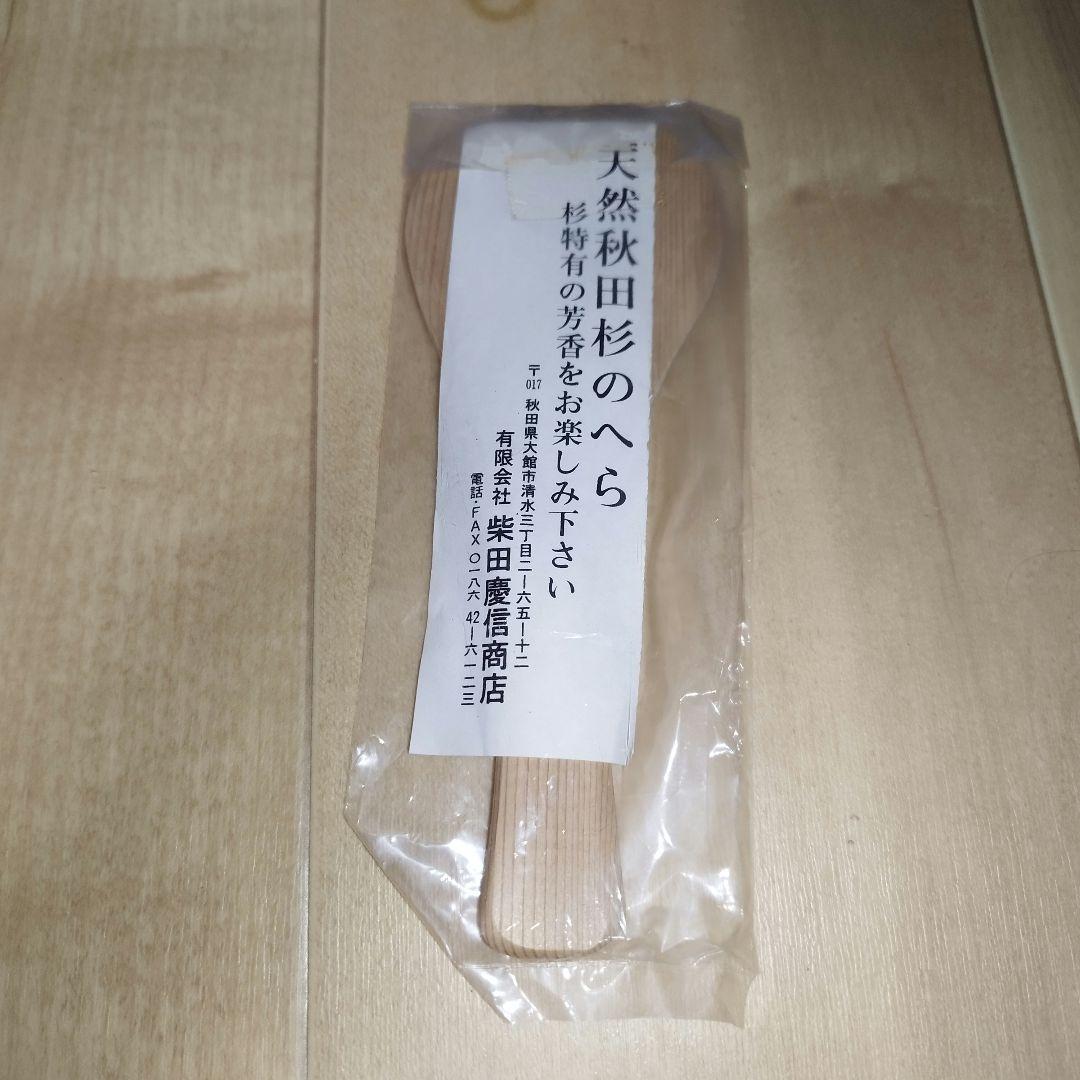 天然秋田杉のへら
杉特有の芳香をお楽しみ下さい
〒017 秋田県大館市清水三丁目二ー六五ー十二
有限会社 柴田慶信商店
電話・FAX 〇一八六 42ー六一二三